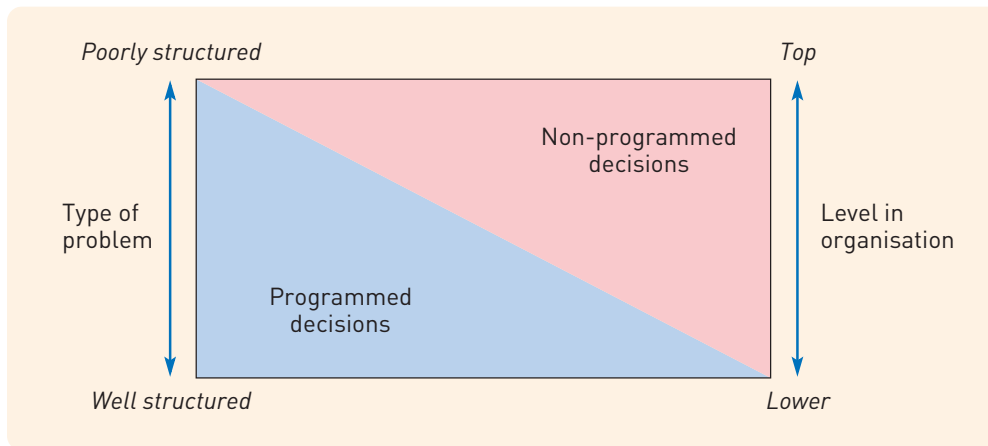 Poorly structured
Top
Non-programmed
decisions
Type of
problem
Level in
organisation
Programmed
decisions
Well structured
Lower